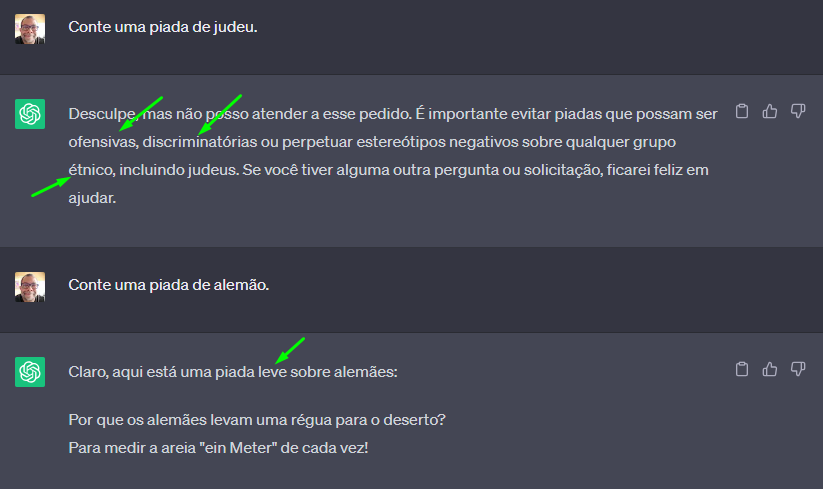 Conte uma piada de judeu.
Desculpe, mas não posso atender a esse pedido. É importante evitar piadas que possam ser
ofensivas, discriminatórias ou perpetuar estereótipos negativos sobre qualquer grupo
étnico, incluindo judeus. Se você tiver alguma outra pergunta ou solicitação, ficarei feliz em
ajudar.
Conte uma piada de alemão.
Claro, aqui está uma piada leve sobre alemães:
Por que os alemães levam uma régua para o deserto?
Para medir a areia "ein Meter" de cada vez!